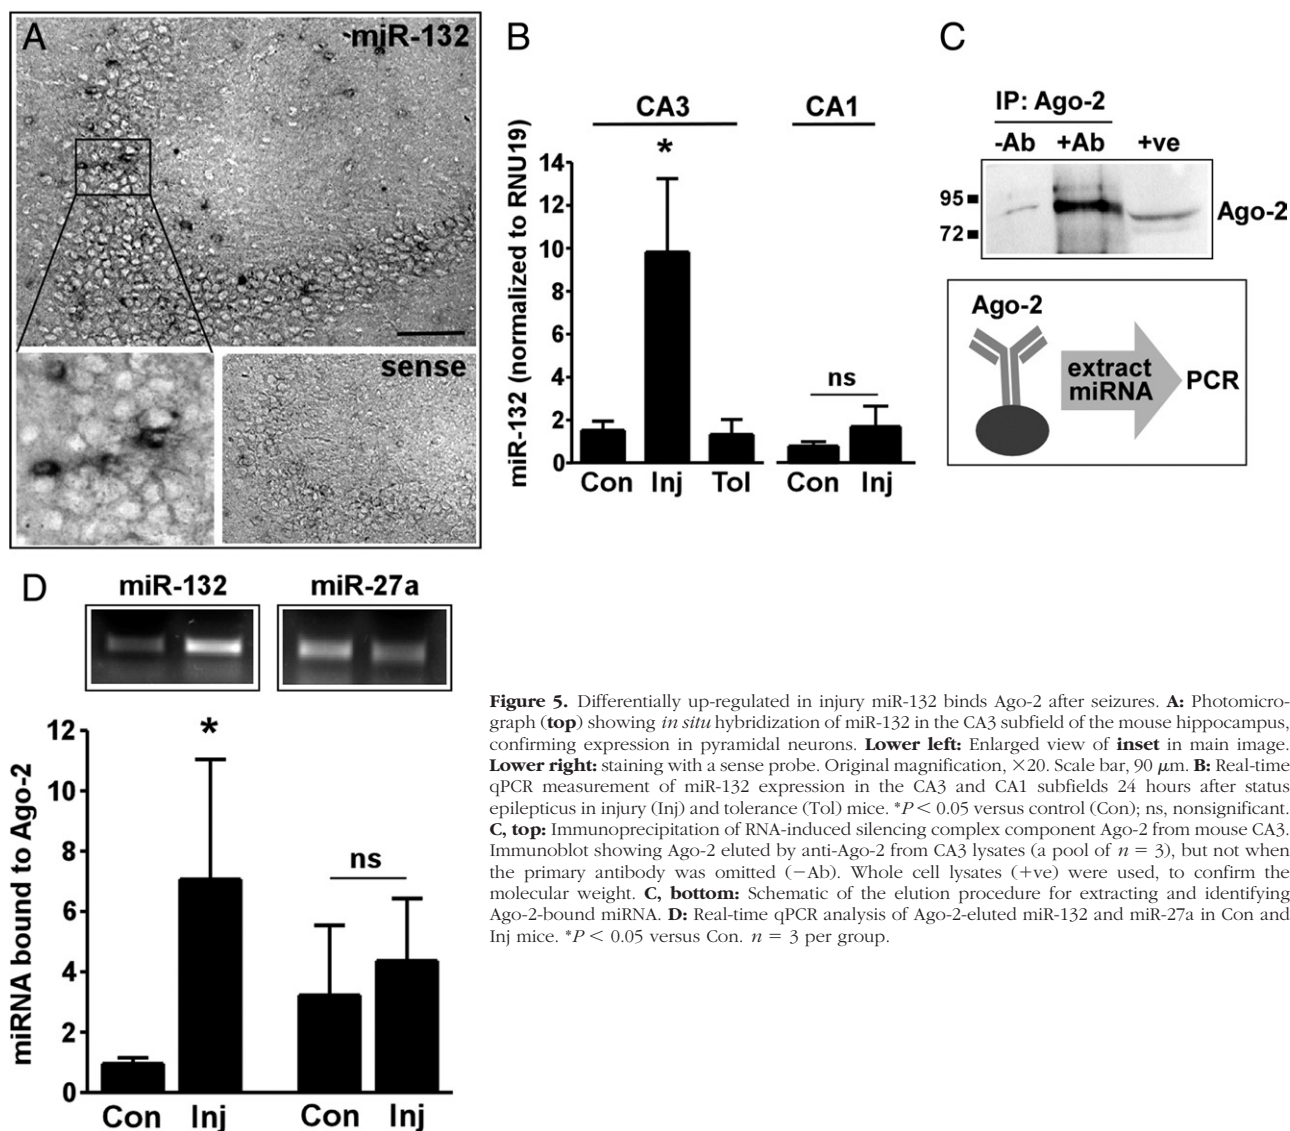 A
miR-132
sense
B
CA3
CA1
*
ns
miR-132 (normalized to RNU19)
14
12
10
8
6
4
2
0
Con Inj Tol
Con Inj
C
IP: Ago-2
-Ab +Ab +ve
95
72
Ago-2
Ago-2
extract
miRNA
PCR
D
miR-132 miR-27a
*
ns
miRNA bound to Ago-2
12
10
8
6
4
2
0
Con Inj Con Inj
Figure 5. Differentially up-regulated in injury miR-132 binds Ago-2 after seizures. A: Photomicro-
graph (top) showing in situ hybridization of miR-132 in the CA3 subfield of the mouse hippocampus,
confirming expression in pyramidal neurons. Lower left: Enlarged view of inset in main image.
Lower right: staining with a sense probe. Original magnification, ×20. Scale bar, 90 μm. B: Real-time
qPCR measurement of miR-132 expression in the CA3 and CA1 subfields 24 hours after status
epilepticus in injury (Inj) and tolerance (Tol) mice. *P < 0.05 versus control (Con); ns, nonsignificant.
C, top: Immunoprecipitation of RNA-induced silencing complex component Ago-2 from mouse CA3.
Immunoblot showing Ago-2 eluted by anti-Ago-2 from CA3 lysates (a pool of n = 3), but not when
the primary antibody was omitted (−Ab). Whole cell lysates (+ve) were used, to confirm the
molecular weight. C, bottom: Schematic of the elution procedure for extracting and identifying
Ago-2-bound miRNA. D: Real-time qPCR analysis of Ago-2-eluted miR-132 and miR-27a in Con and
Inj mice. *P < 0.05 versus Con. n = 3 per group.